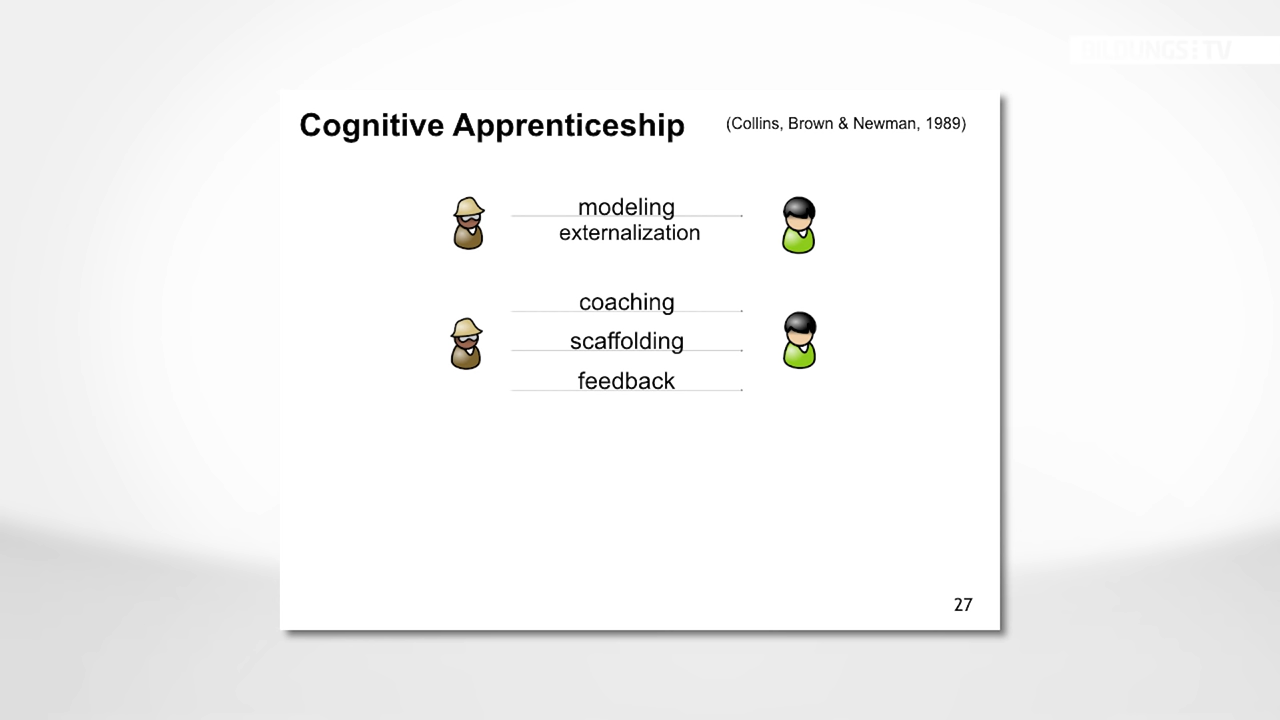 BILDUNGS:TV
Cognitive Apprenticeship
(Collins, Brown & Newman, 1989)
modeling
externalization
coaching
scaffolding
feedback
27